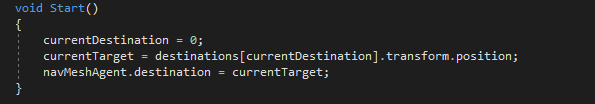 void Start()
{
currentDestination = 0;
currentTarget = destinations[currentDestination].transform.position;
navMeshAgent.destination = currentTarget;
}